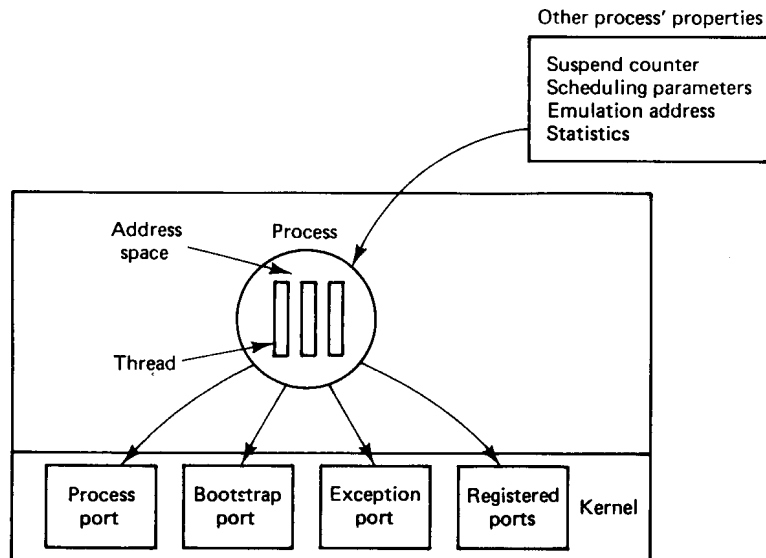 Other process' properties
Suspend counter
Scheduling parameters
Emulation address
Statistics
Address
space
Process
Thread
Process
port
Bootstrap
port
Exception
port
Registered
ports
Kernel